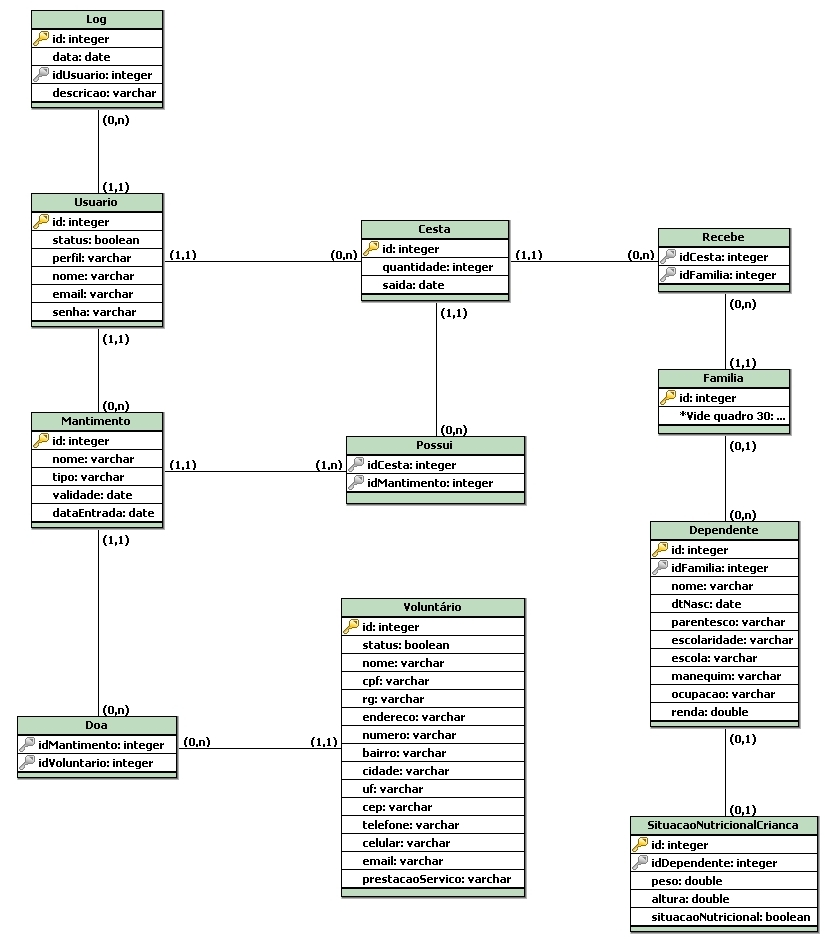 Log
id: integer
data: date
idUsuario: integer
descricao: varchar
(0,n)
(1,1)
Usuario
id: integer
status: boolean
perfil: varchar
nome: varchar
email: varchar
senha: varchar
(1,1)
(0,n)
Cesta
id: integer
quantidade: integer
saida: date
(1,1)
(0,n)
Recebe
idCesta: integer
idFamilia: integer
(0,n)
(1,1)
Familia
id: integer
*Vide quadro 30: ...
(0,1)
(0,n)
(1,1)
(0,n)
(1,1)
(0,n)
Mantimento
id: integer
nome: varchar
tipo: varchar
validade: date
dataEntrada: date
(1,1)
(1,n)
Possui
idCesta: integer
idMantimento: integer
(1,1)
(0,n)
Dependente
id: integer
idFamilia: integer
nome: varchar
dtNasc: date
parentesco: varchar
escolaridade: varchar
escola: varchar
manequim: varchar
ocupacao: varchar
renda: double
(0,1)
(0,1)
Doa
idMantimento: integer
idVoluntario: integer
(0,n)
(1,1)
Voluntário
id: integer
status: boolean
nome: varchar
cpf: varchar
rg: varchar
endereco: varchar
numero: varchar
bairro: varchar
cidade: varchar
uf: varchar
cep: varchar
telefone: varchar
celular: varchar
email: varchar
prestacaoServico: varchar
SituacaoNutricionalCrianca
id: integer
idDependente: integer
peso: double
altura: double
situacaoNutricional: boolean